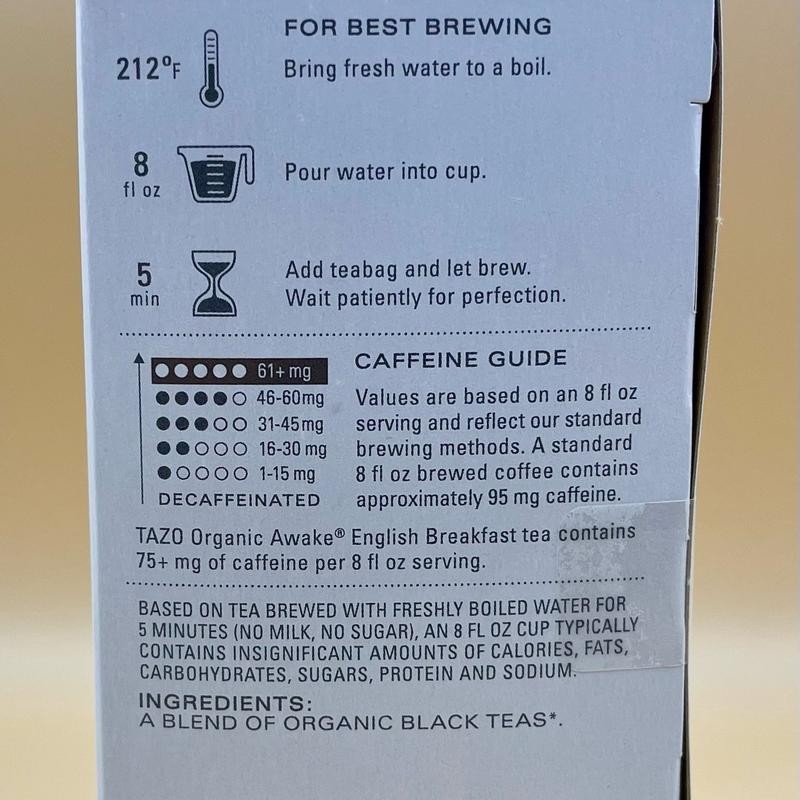 FOR BEST BREWING
212°F
Bring fresh water to a boil.
8
fl oz
Pour water into cup.
5
min
Add teabag and let brew.
Wait patiently for perfection.
61+ mg
46-60mg
31-45mg
16-30 mg
1-15 mg
DECAFFEINATED
CAFFEINE GUIDE
Values are based on an 8 fl oz
serving and reflect our standard
brewing methods. A standard
8 fl oz brewed coffee contains
approximately 95 mg caffeine.
TAZO Organic Awake® English Breakfast tea contains
75+ mg of caffeine per 8 fl oz serving.
BASED ON TEA BREWED WITH FRESHLY BOILED WATER FOR
5 MINUTES (NO MILK, NO SUGAR), AN 8 FL OZ CUP TYPICALLY
CONTAINS INSIGNIFICANT AMOUNTS OF CALORIES, FATS,
CARBOHYDRATES, SUGARS, PROTEIN AND SODIUM.
INGREDIENTS:
A BLEND OF ORGANIC BLACK TEAS*.